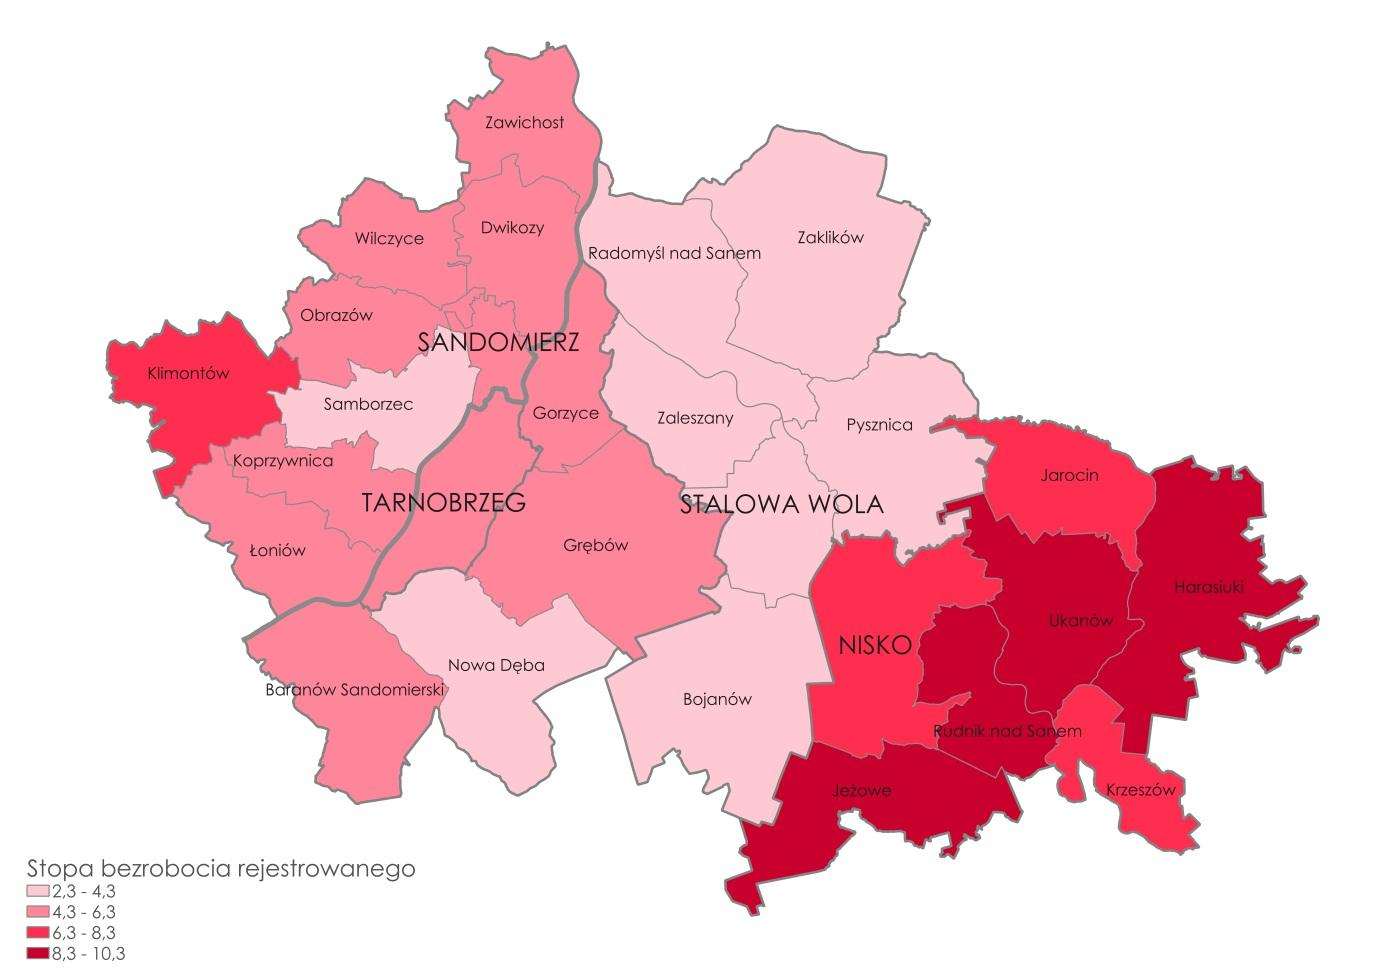 Zawichost
Dwikozy
Wilczyce
Radomyśl nad Sanem
Zaklików
Obrazów
SANDOMIERZ
Klimontów
Samborzec
Gorzyce
Zaleszany
Pysznica
Koprzywnica
Jarocin
TARNOBRZEG
STALOWA WOLA
Łoniów
Grębów
Harasiuki
Ukanów
NISKO
Nowa Dęba
Baranów Sandomierski
Bojanów
Rudnik nad Sanem
Jeżowe
Krzeszów
Stopa bezrobocia rejestrowanego
2,3 - 4,3
4,3 - 6,3
6,3 - 8,3
8,3 - 10,3